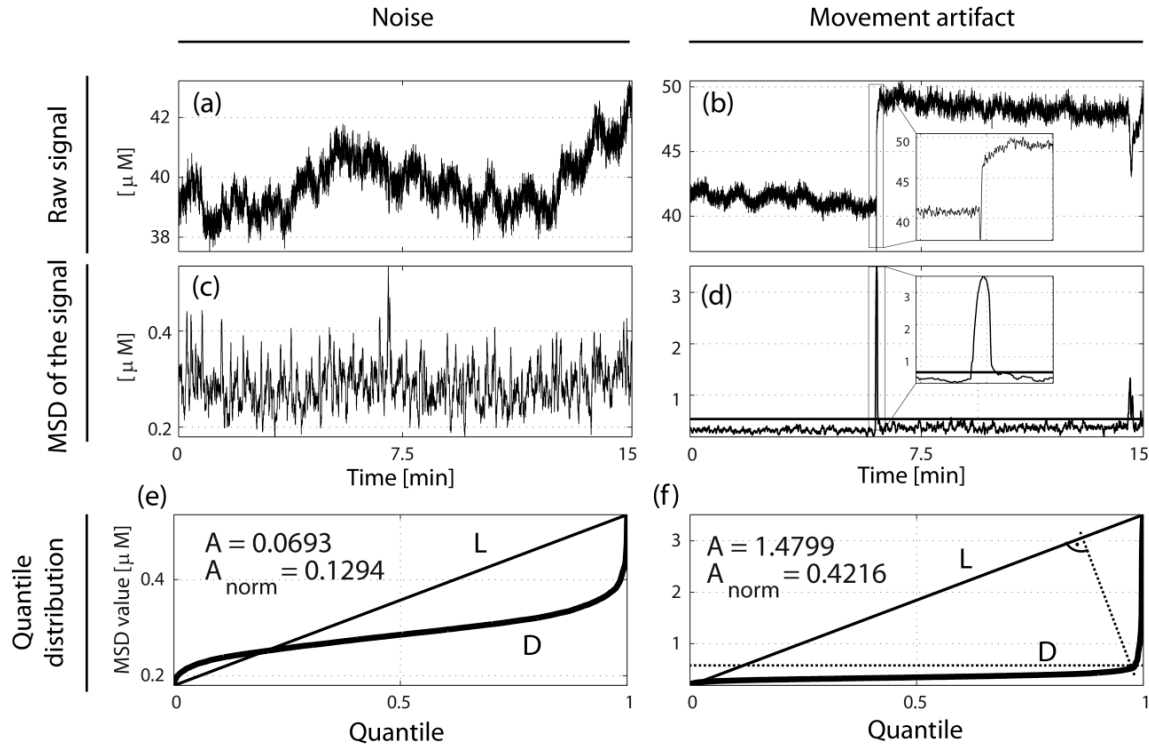 Noise
Movement artifact
Raw signal
[ μ M]
(a)
42
40
38
(b)
50
45
40
50
45
40
MSD of the signal
[ μ M]
(c)
0.4
0.2
0
7.5
15
Time [min]
(d)
3
2
1
3
2
1
0
7.5
15
Time [min]
Quantile
distribution
MSD value [μ M]
(e)
A = 0.0693
A norm = 0.1294
L
D
0.4
0.2
0
0.5
1
Quantile
(f)
A = 1.4799
A norm = 0.4216
L
D
3
2
1
0
0.5
1
Quantile